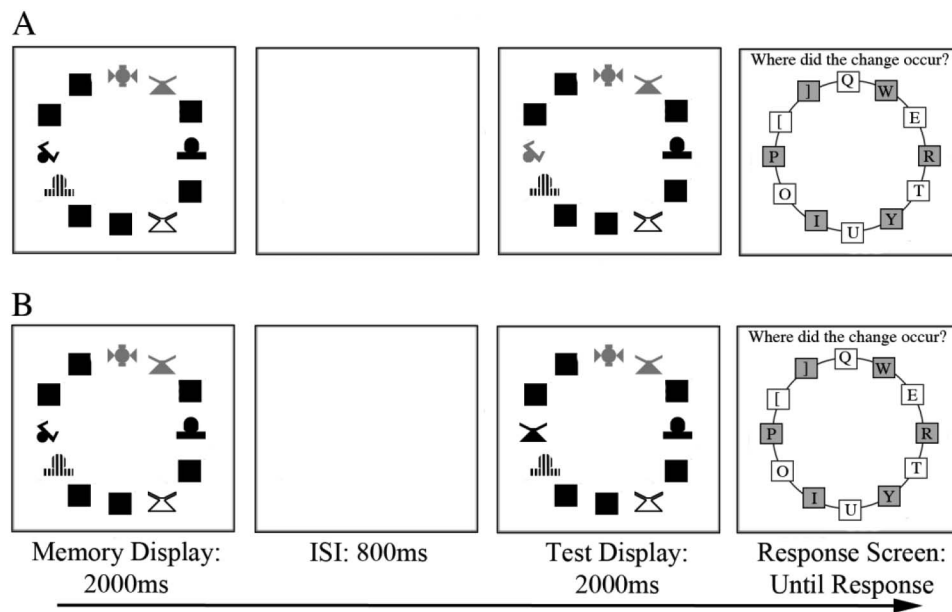 A
Where did the change occur?
] Q W
[ E
P R
O T
I U Y
B
Where did the change occur?
] Q W
[ E
P R
O T
I U Y
Memory Display: ISI: 800ms Test Display: Response Screen:
2000ms 2000ms Until Response